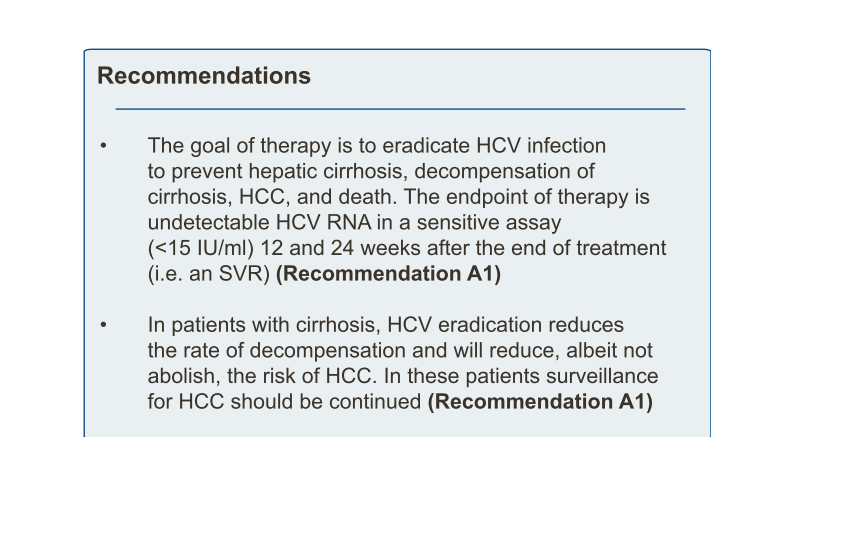 Recommendations
• The goal of therapy is to eradicate HCV infection
to prevent hepatic cirrhosis, decompensation of
cirrhosis, HCC, and death. The endpoint of therapy is
undetectable HCV RNA in a sensitive assay
(<15 IU/ml) 12 and 24 weeks after the end of treatment
(i.e. an SVR) (Recommendation A1)
• In patients with cirrhosis, HCV eradication reduces
the rate of decompensation and will reduce, albeit not
abolish, the risk of HCC. In these patients surveillance
for HCC should be continued (Recommendation A1)